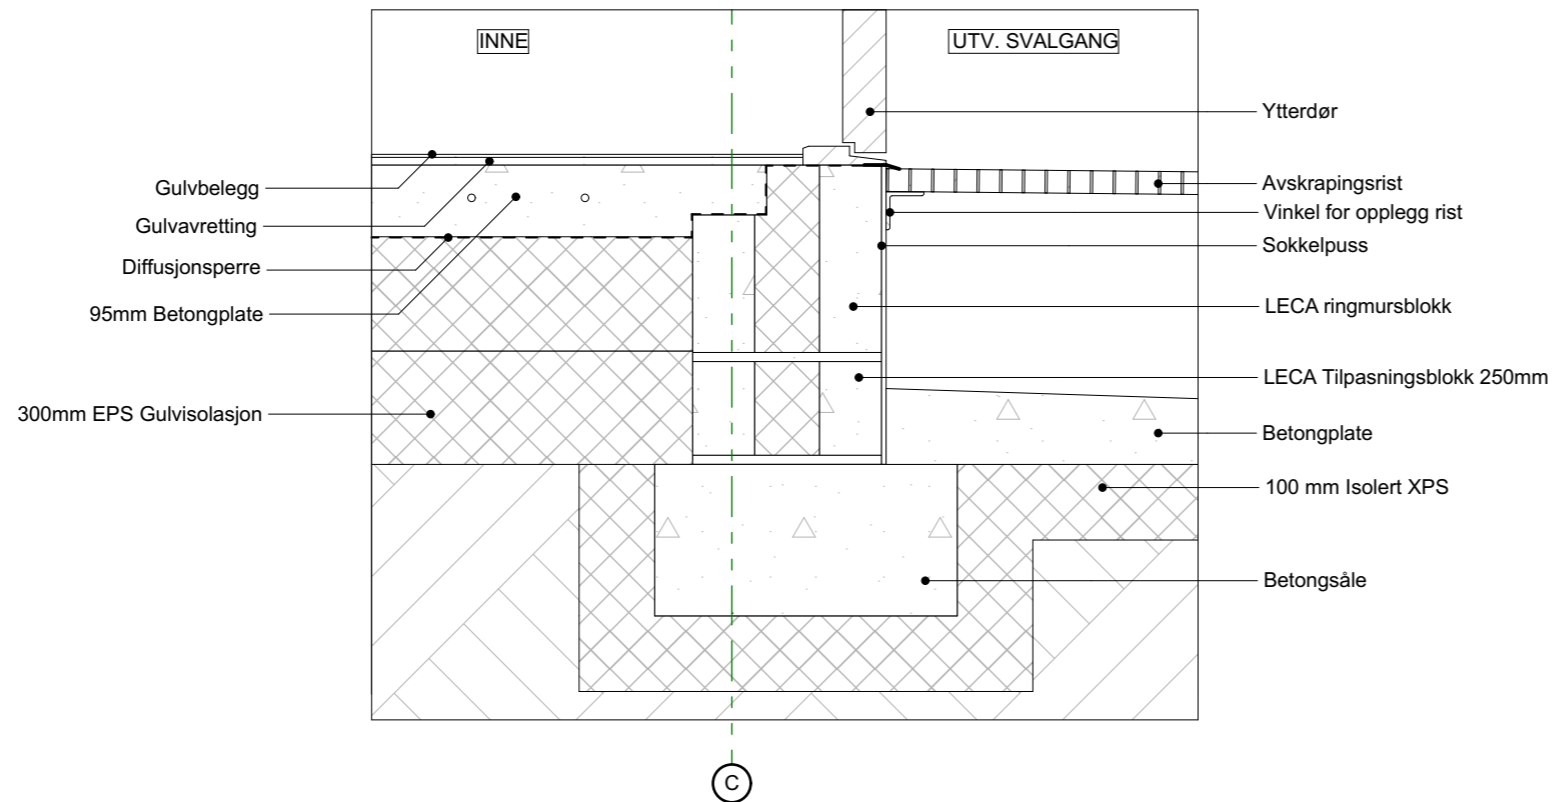 INNE
UTV. SVALGANG
Ytterdør
Gulvbelegg
Avskrapingsrist
Gulvavretting
Vinkel for opplegg rist
Diffusjonsperre
Sokkelpuss
95mm Betongplate
LECA ringmursblokk
LECA Tilpasningsblokk 250mm
300mm EPS Gulvisolasjon
Betongplate
100 mm Isolert XPS
Betongsåle
C